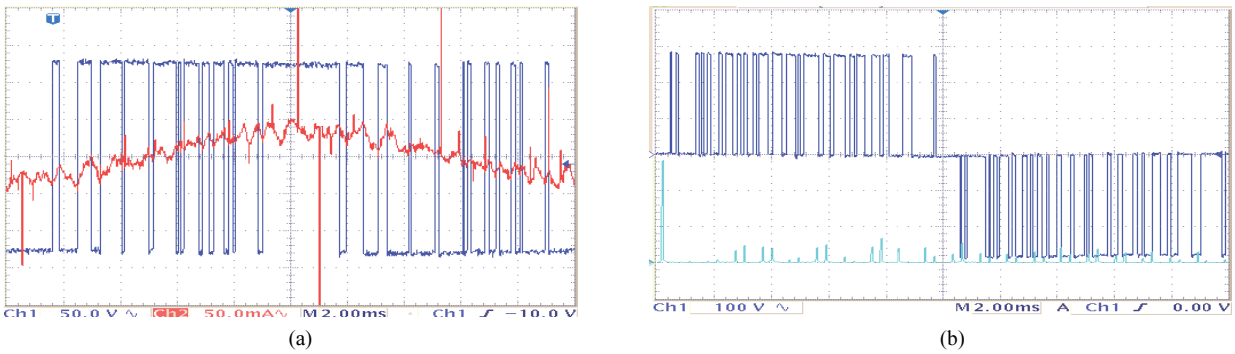 T
Ch1 50.0 V ∿ Ch2 50.0mA∿ M 2.00ms Ch1 ∫ −10.0 V
Ch1 100 V ∿ M 2.00ms A Ch1 ∫ 0.00 V
(a) (b)